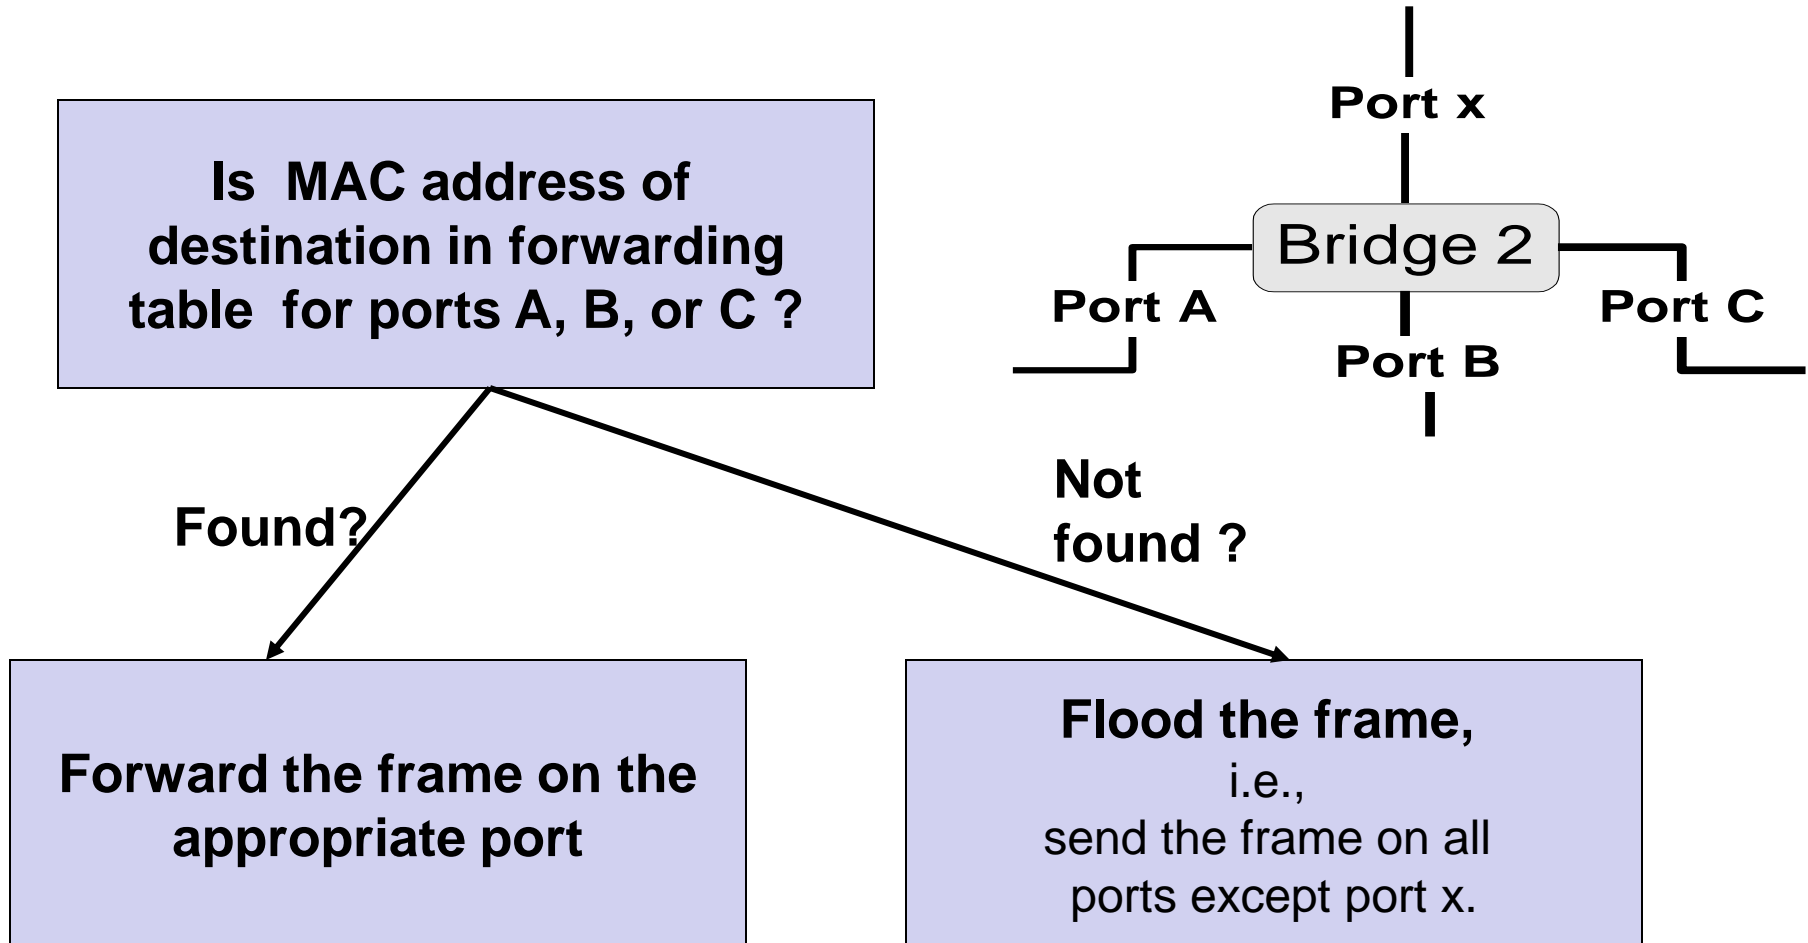 Is  MAC address of
destination in forwarding
table  for ports A, B, or C ?
Port x
Bridge 2
Port A
Port B
Port C
Found?
Not
found ?
Forward the frame on the
appropriate port
Flood the frame,
i.e.,
send the frame on all
ports except port x.